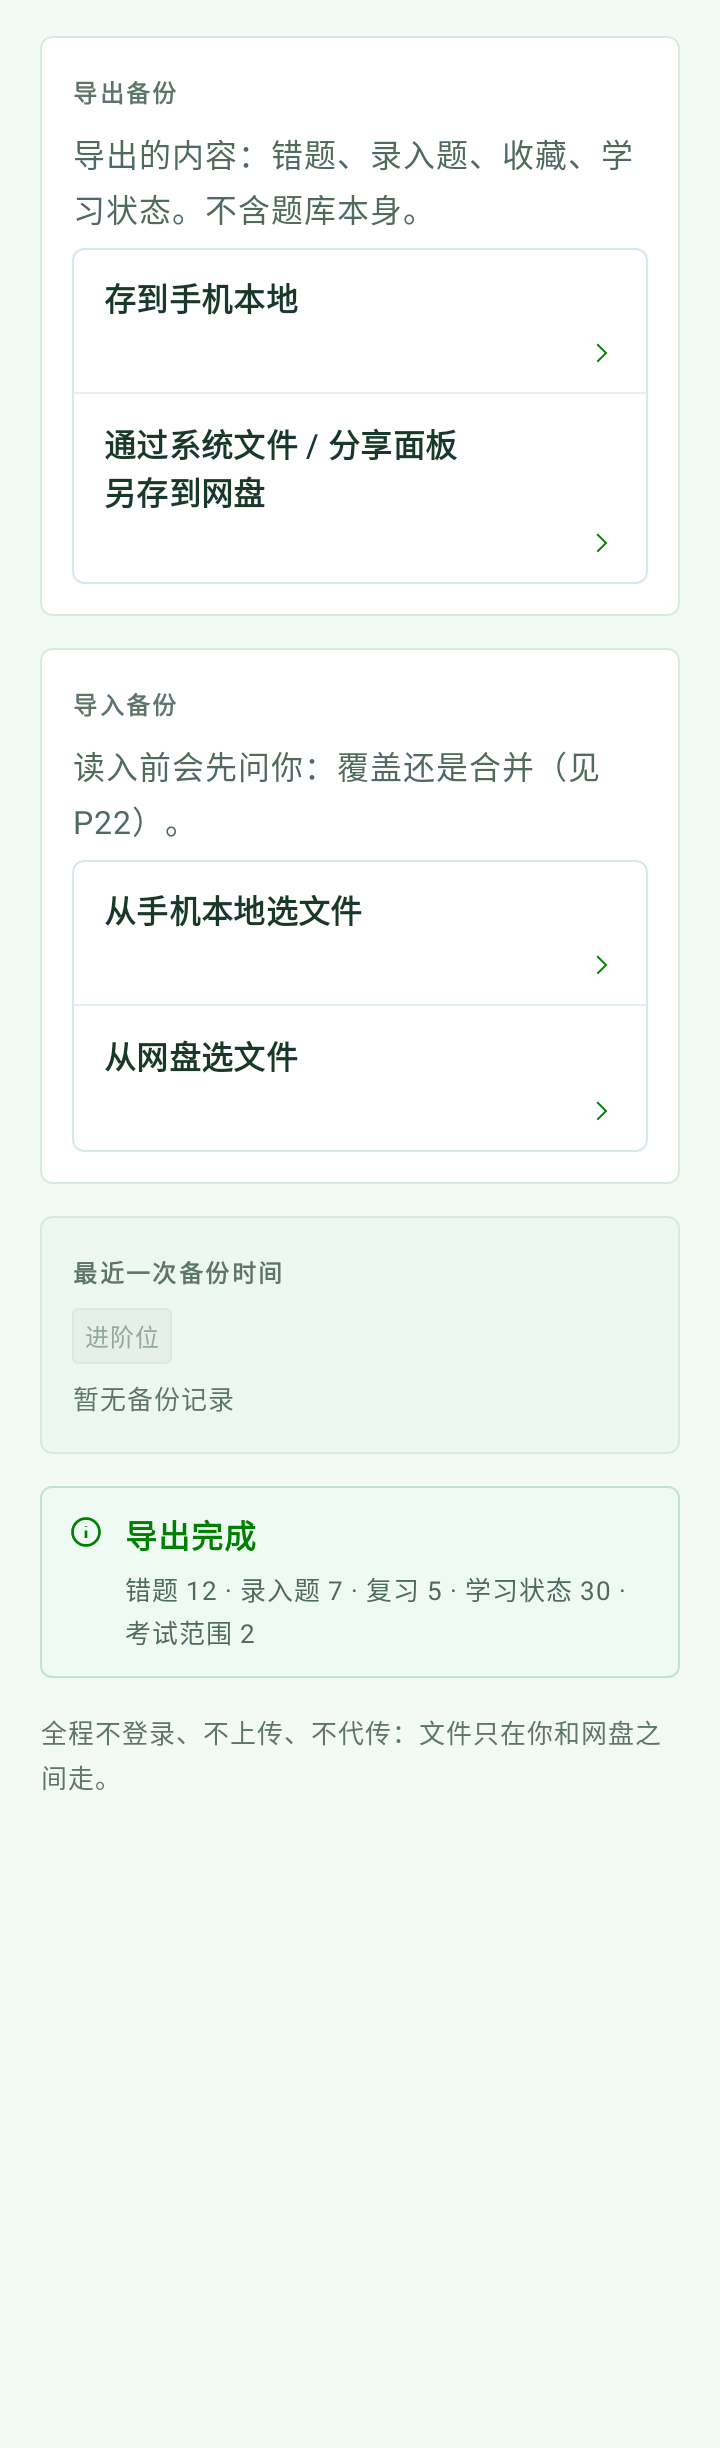 导出备份
导出的内容：错题、录入题、收藏、学
习状态。不含题库本身。
存到手机本地
通过系统文件 / 分享面板
另存到网盘
导入备份
读入前会先问你：覆盖还是合并（见
P22）。
从手机本地选文件
从网盘选文件
最近一次备份时间
进阶位
暂无备份记录
导出完成
错题 12 · 录入题 7 · 复习 5 · 学习状态 30 ·
考试范围 2
全程不登录、不上传、不代传：文件只在你和网盘之
间走。